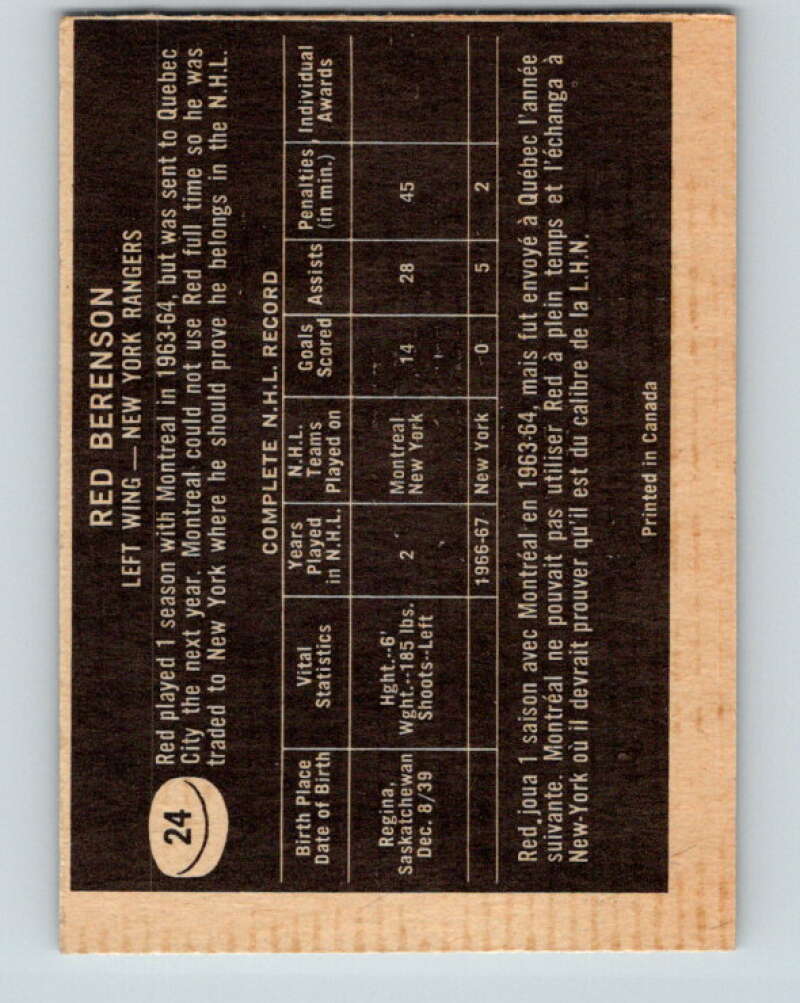 24
RED BERENSON
LEFT WING — NEW YORK RANGERS
Red played 1 season with Montreal in 1963-64, but was sent to Quebec
City the next year. Montreal could not use Red full time so he was
traded to New York where he should prove he belongs in the N.H.L.
COMPLETE N.H.L. RECORD
Birth Place Date of Birth | Vital Statistics | Years Played in N.H.L. | N.H.L. Teams Played on | Goals Scored | Assists | Penalties (in min.) | Individual Awards
Regina, Saskatchewan Dec. 8/39 | Hght.--6' Wght.--185 lbs. Shoots--Left | 2 | Montreal New York | 14 | 28 | 45
1966-67 | New York | 0 | 5 | 2
Red joua 1 saison avec Montréal en 1963-64, mais fut envoyé à Québec l'année
suivante. Montréal ne pouvait pas utiliser Red à plein temps et l'échanga à
New-York où il devrait prouver qu'il est du calibre de la L.H.N.
Printed in Canada